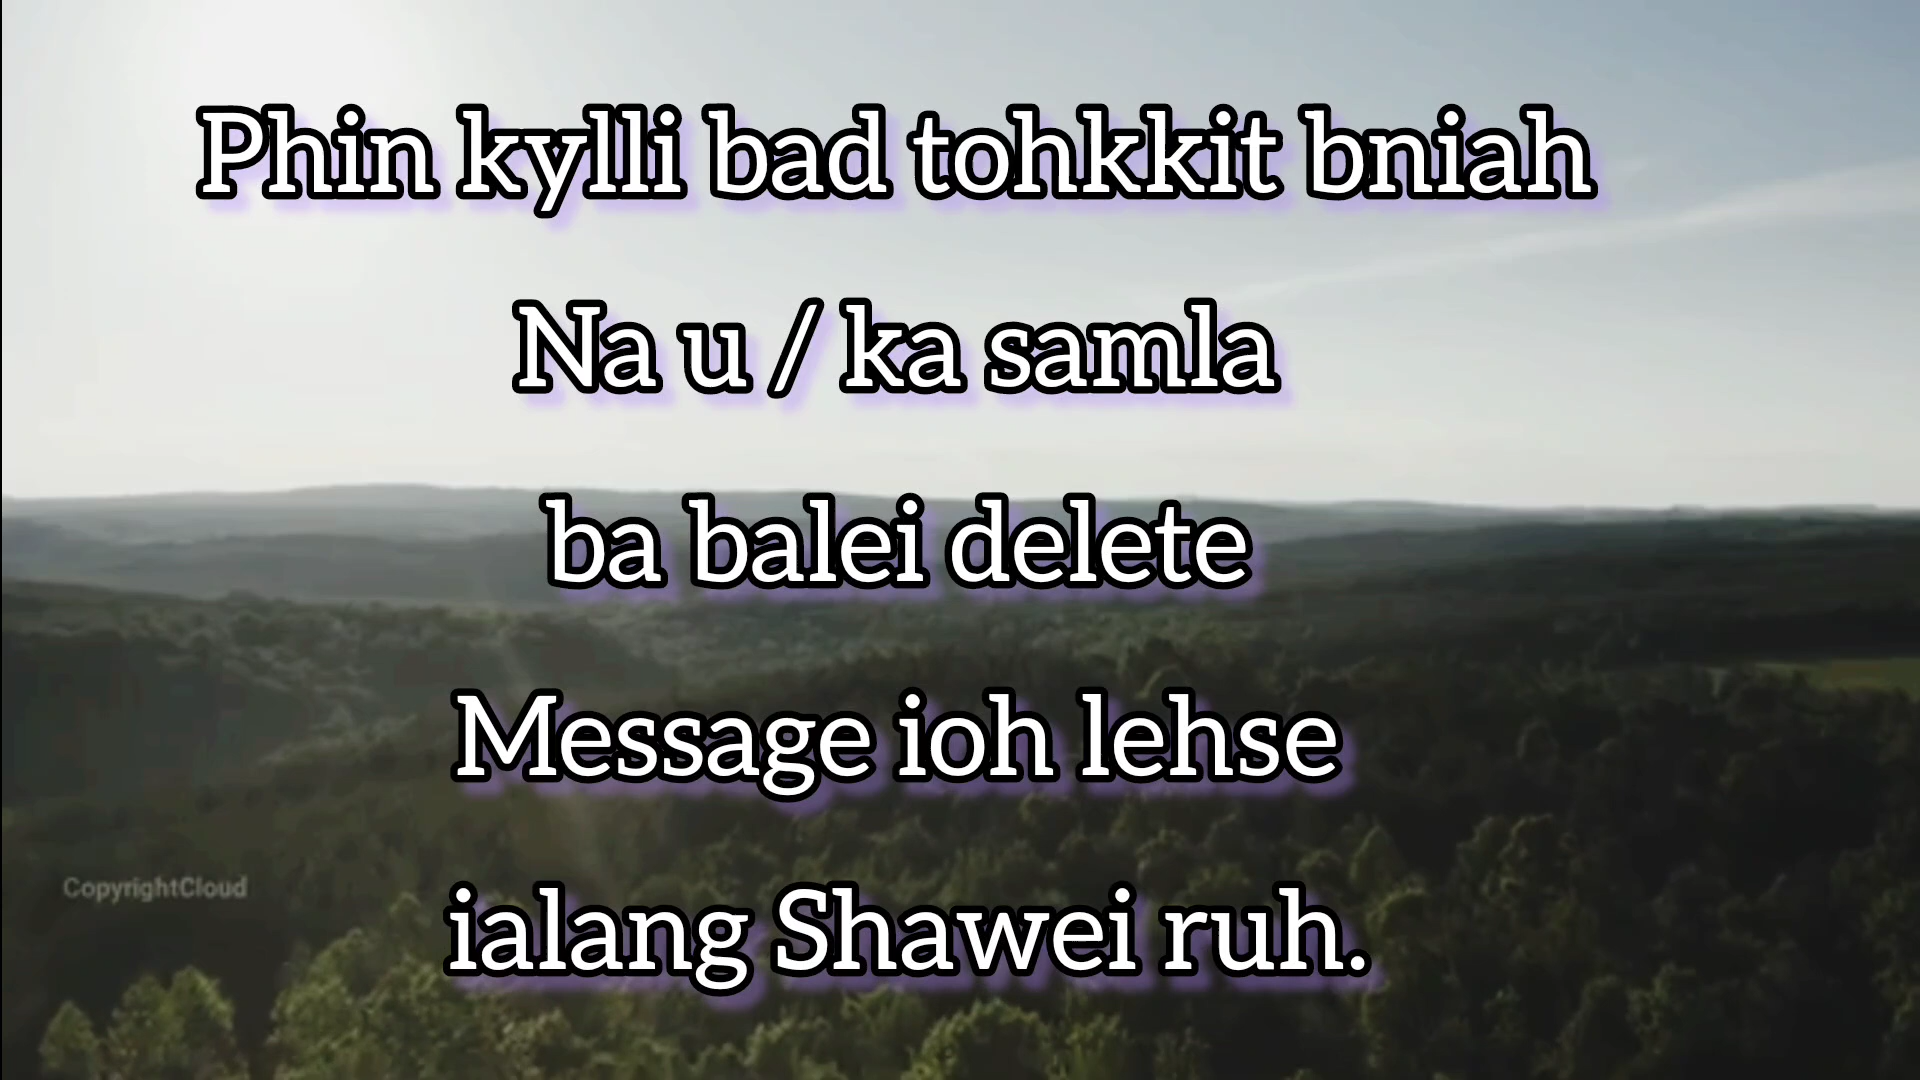 Phin kylli bad tohkkit bniah
Na u / ka samla
ba balei delete
Message ioh lehse
ialang Shawei ruh.
CopyrightCloud